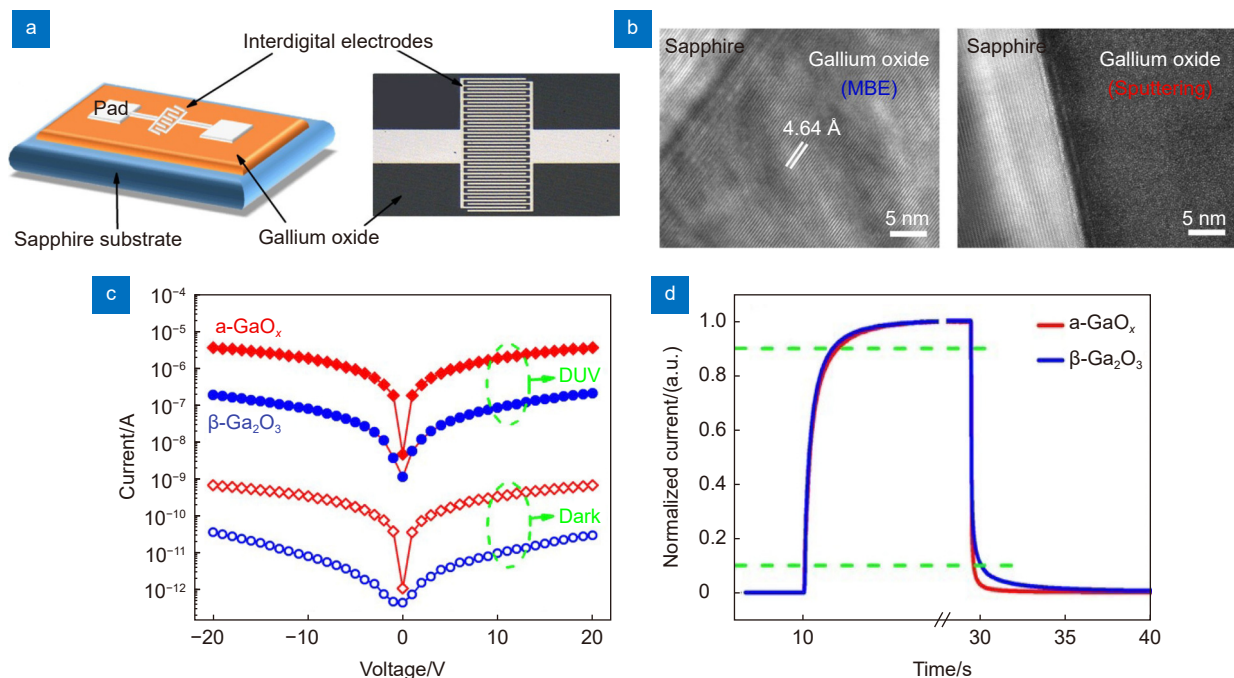 a
Interdigital electrodes
Pad
Sapphire substrate
Gallium oxide
b
Sapphire
Gallium oxide
(MBE)
4.64 Å
5 nm
Sapphire
Gallium oxide
(Sputtering)
5 nm
c
10⁻⁴
10⁻⁵
10⁻⁶
10⁻⁷
10⁻⁸
10⁻⁹
10⁻¹⁰
10⁻¹¹
10⁻¹²
Current/A
a-GaOₓ
DUV
β-Ga₂O₃
Dark
−20
−10
0
10
20
Voltage/V
d
1.0
0.8
0.6
0.4
0.2
0
Normalized current/(a.u.)
a-GaOₓ
β-Ga₂O₃
10
30
35
40
Time/s